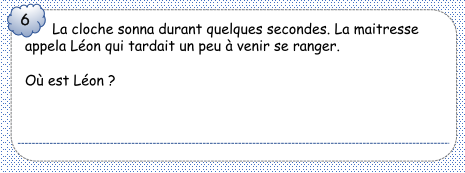 6
La cloche sonna durant quelques secondes. La maitresse
appela Léon qui tardait un peu à venir se ranger.
Où est Léon ?